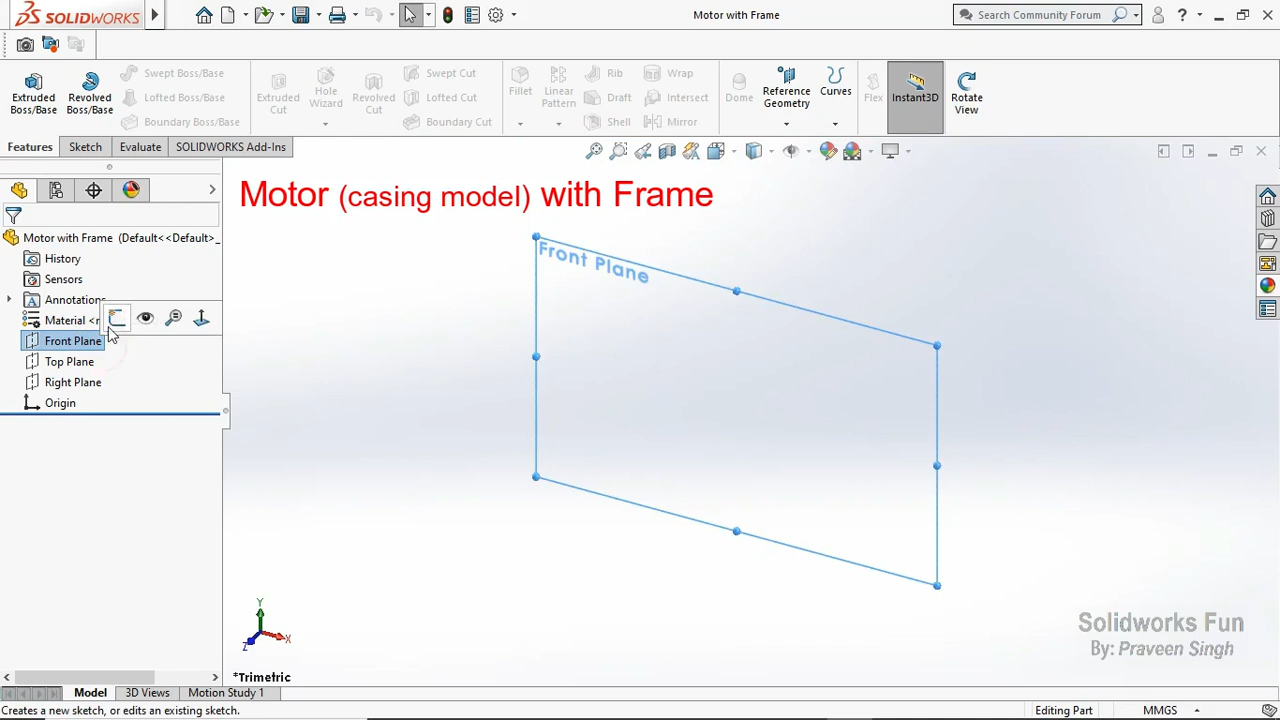 SOLIDWORKS
Motor with Frame
Search Community Forum
?
Extruded Boss/Base
Revolved Boss/Base
Swept Boss/Base
Lofted Boss/Base
Boundary Boss/Base
Extruded Cut
Hole Wizard
Revolved Cut
Swept Cut
Lofted Cut
Boundary Cut
Fillet
Linear Pattern
Rib
Draft
Shell
Wrap
Intersect
Mirror
Dome
Reference Geometry
Curves
Flex
Instant3D
Rotate View
Features
Sketch
Evaluate
SOLIDWORKS Add-Ins
Motor (casing model) with Frame
Motor with Frame (Default<<Default>_
History
Sensors
Annotations
Material <
Front Plane
Top Plane
Right Plane
Origin
Front Plane
Y
X
Z
*Trimetric
Solidworks Fun
By: Praveen Singh
Model
3D Views
Motion Study 1
Creates a new sketch, or edits an existing sketch.
Editing Part
MMGS